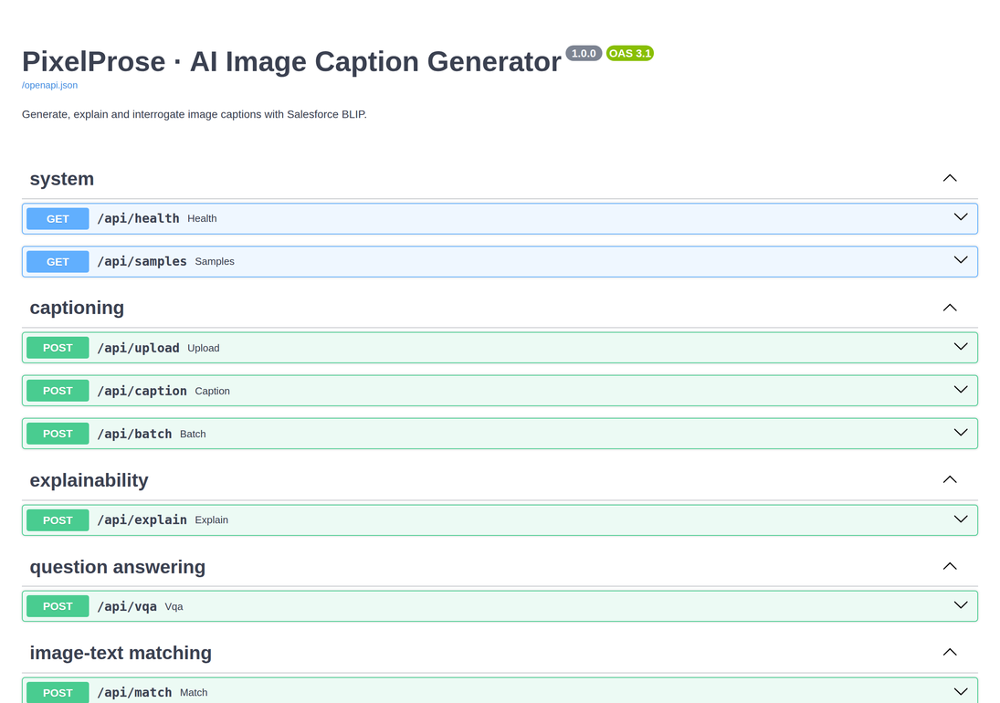 PixelProse · AI Image Caption Generator 1.0.0 OAS 3.1
/openapi.json
Generate, explain and interrogate image captions with Salesforce BLIP.
system
GET /api/health Health
GET /api/samples Samples
captioning
POST /api/upload Upload
POST /api/caption Caption
POST /api/batch Batch
explainability
POST /api/explain Explain
question answering
POST /api/vqa Vqa
image-text matching
POST /api/match Match